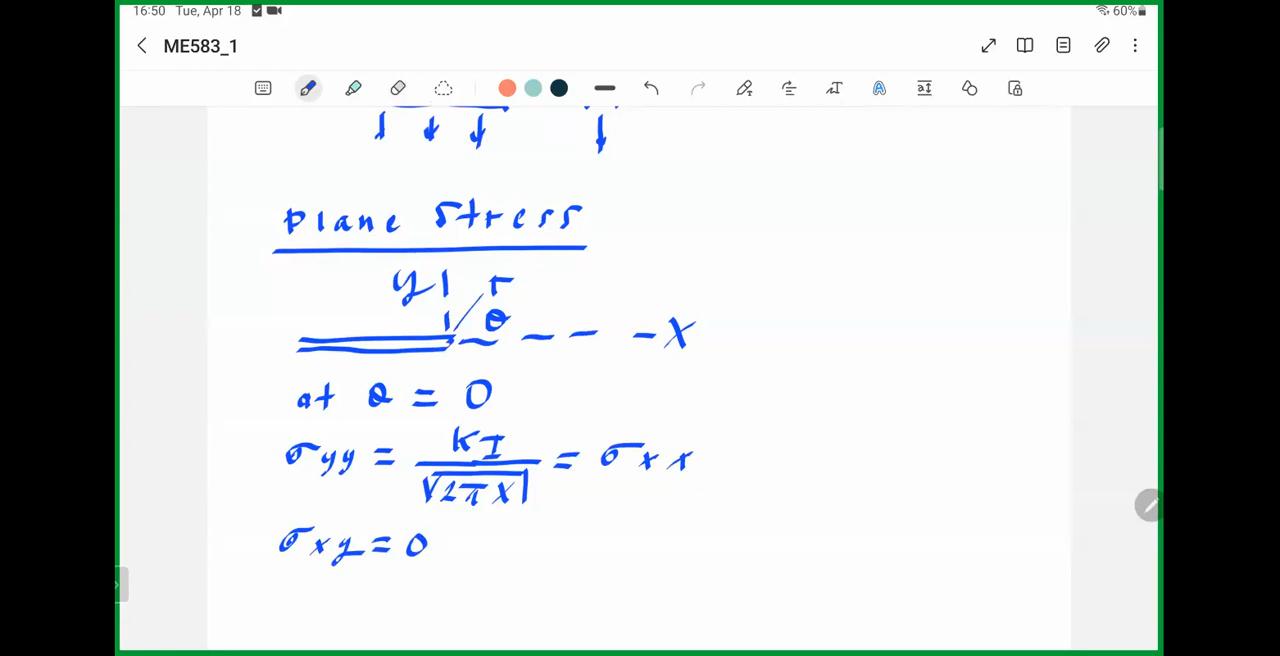 16:50 Tue, Apr 18
60%
ME583_1
Plane Stress
y r
θ
x
at θ = 0
σyy = KI/√2πx = σxx
σxy = 0